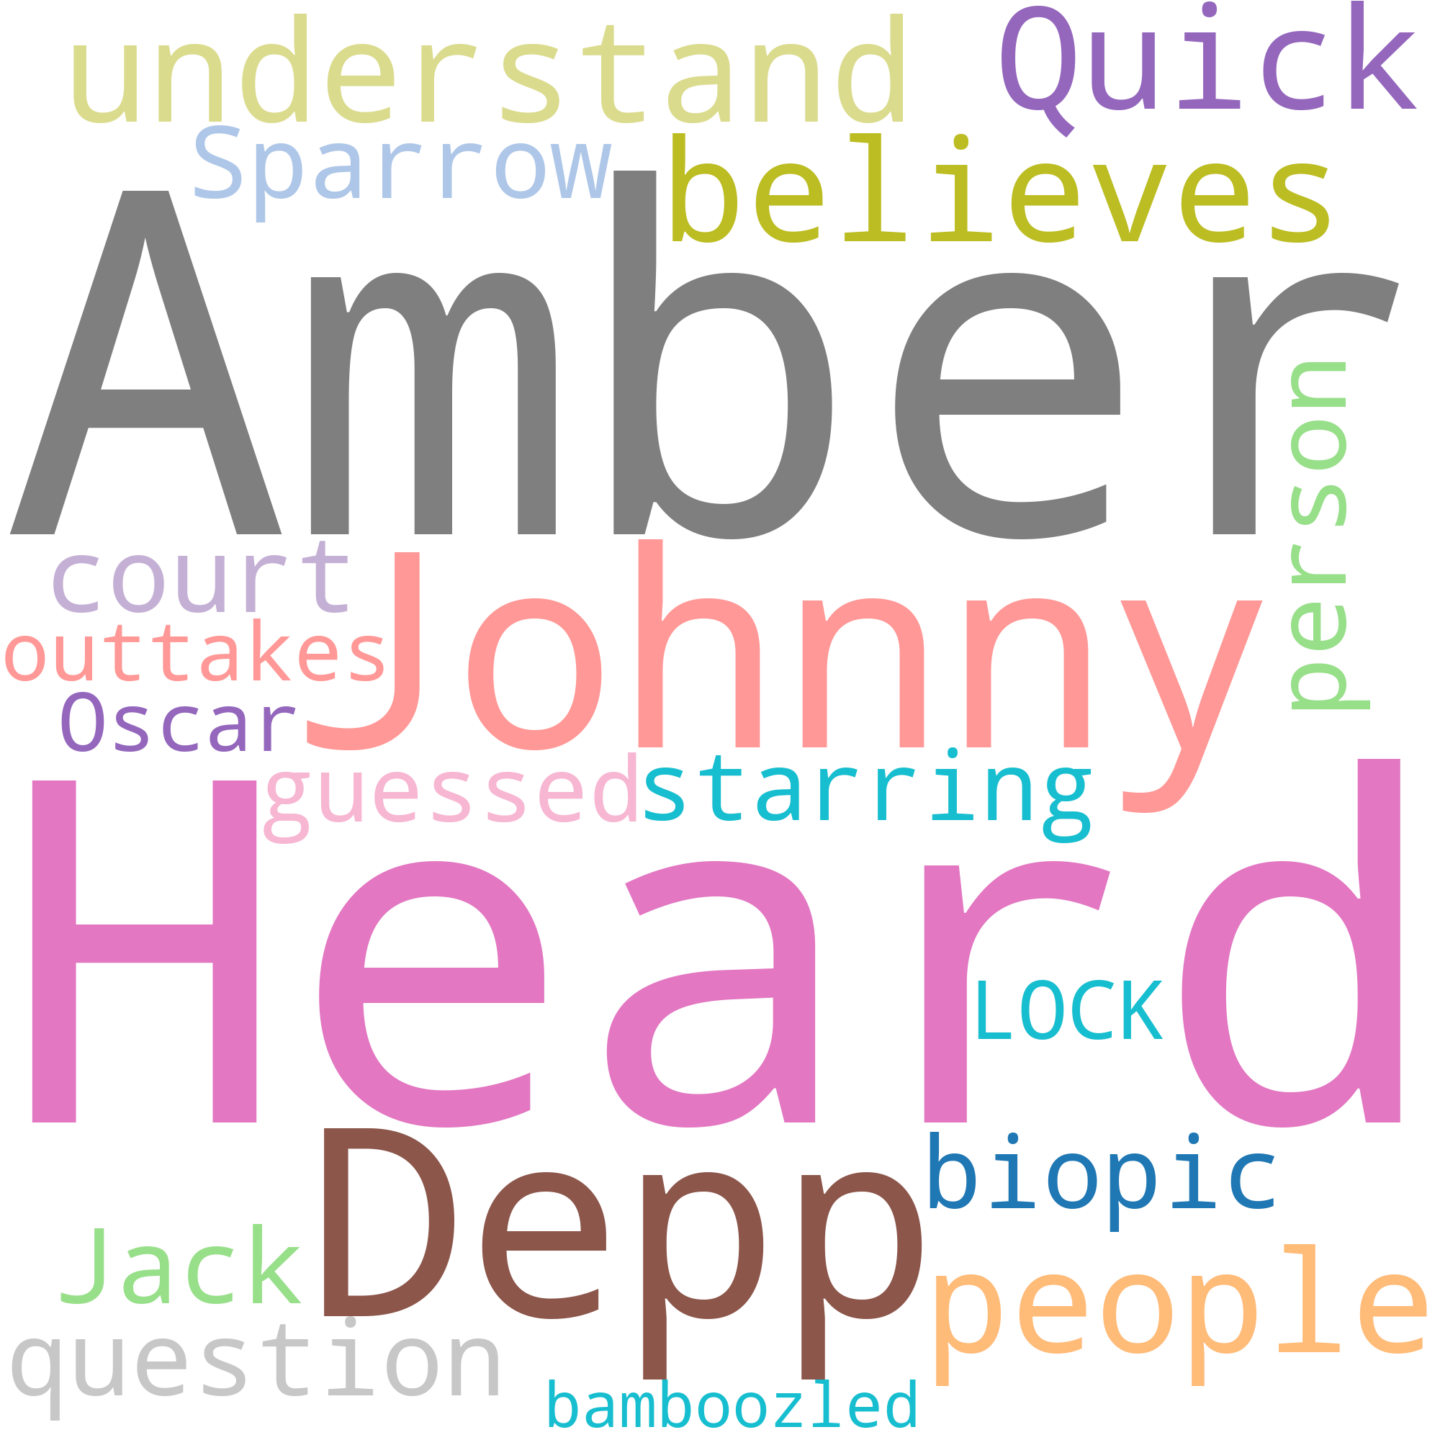 understand Quick
Sparrow believes
Amber
person
court Johnny
outtakes
Oscar
guessed starring
Heard
LOCK
Depp biopic
Jack people
question
bamboozled